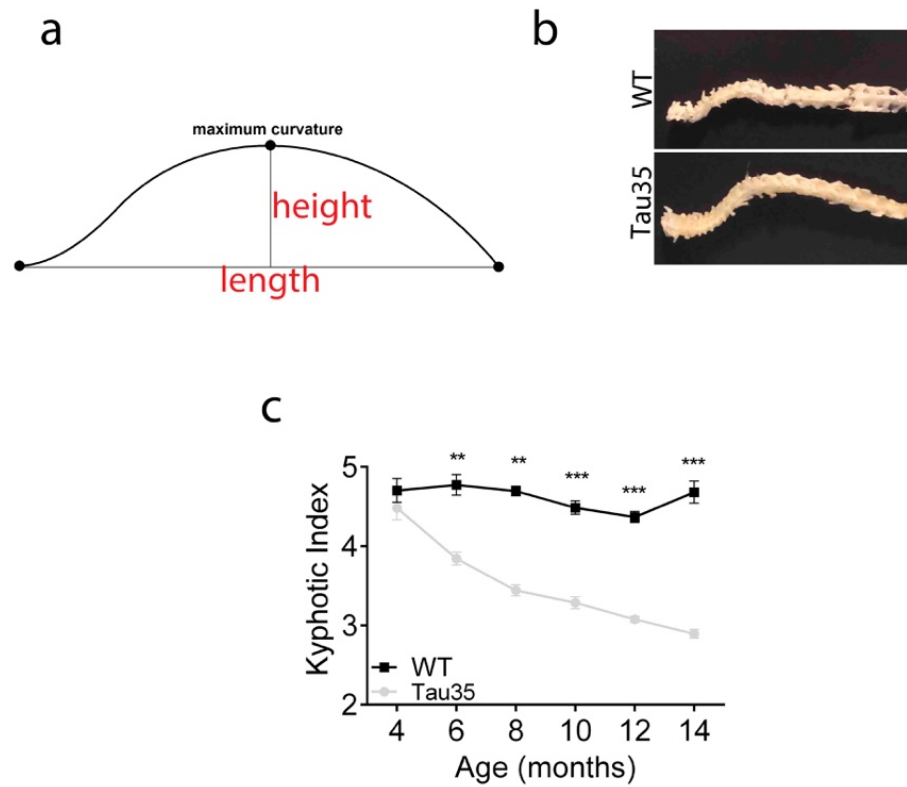 a
maximum curvature
height
length
b
WT
Tau35
c
** ** *** *** ***
Kyphotic Index
5
4
3
2
WT
Tau35
4 6 8 10 12 14
Age (months)